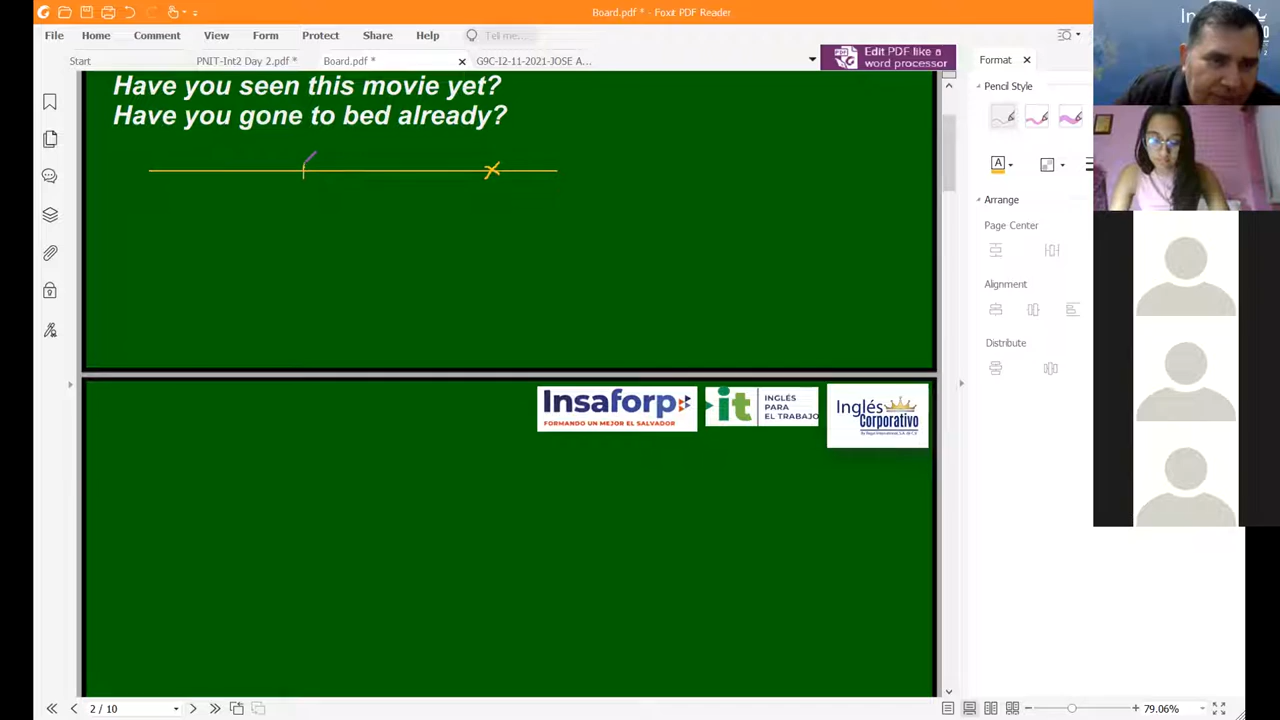 Board.pdf * - Foxit PDF Reader
File Home Comment View Form Protect Share Help Tell me...
Start PNIT-Int2 Day 2.pdf * Board.pdf * G9C-I2-11-2021-JOSE A...
Edit PDF like a
word processor
Have you seen this movie yet?
Have you gone to bed already?
Insaforp
FORMANDO UN MEJOR EL SALVADOR
it
INGLÉS
PARA
EL TRABAJO
Inglés
Corporativo
Format
Pencil Style
Arrange
Page Center
Alignment
Distribute
2 / 10
79.06%